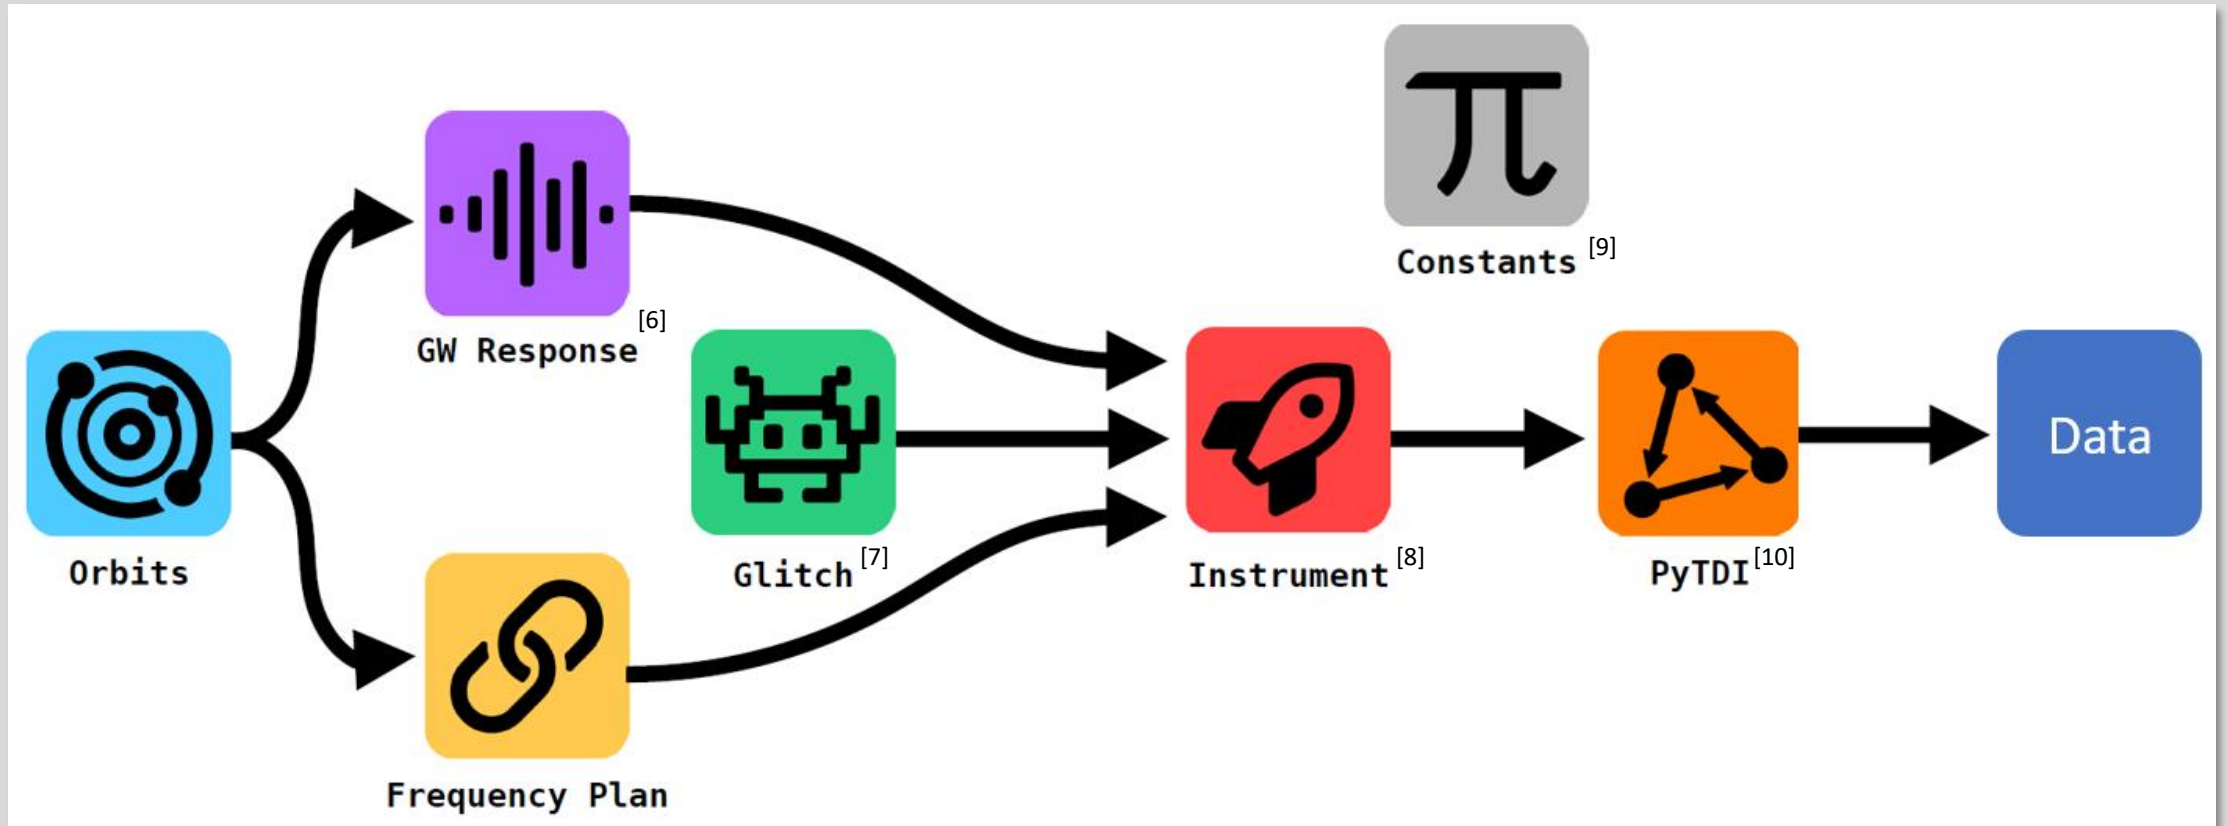 π
Constants [9]
GW Response [6]
Orbits
Glitch [7]
Instrument [8]
PyTDI [10]
Data
Frequency Plan